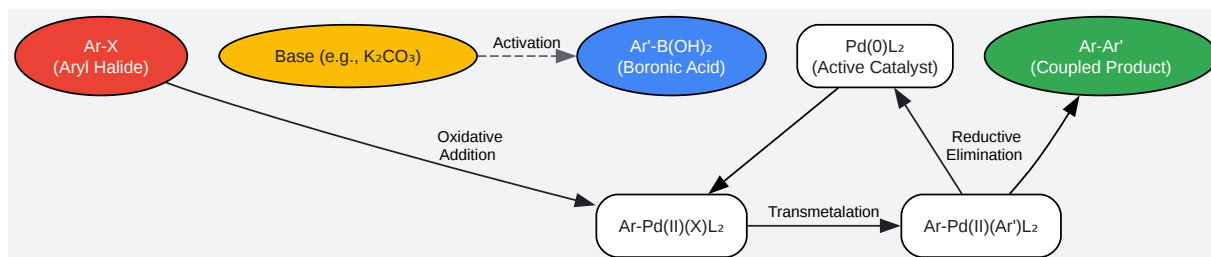 Ar-X
(Aryl Halide)
Base (e.g., K₂CO₃)
Activation
Ar'-B(OH)₂
(Boronic Acid)
Pd(0)L₂
(Active Catalyst)
Ar-Ar'
(Coupled Product)
Oxidative
Addition
Reductive
Elimination
Ar-Pd(II)(X)L₂
Transmetalation
Ar-Pd(II)(Ar')L₂